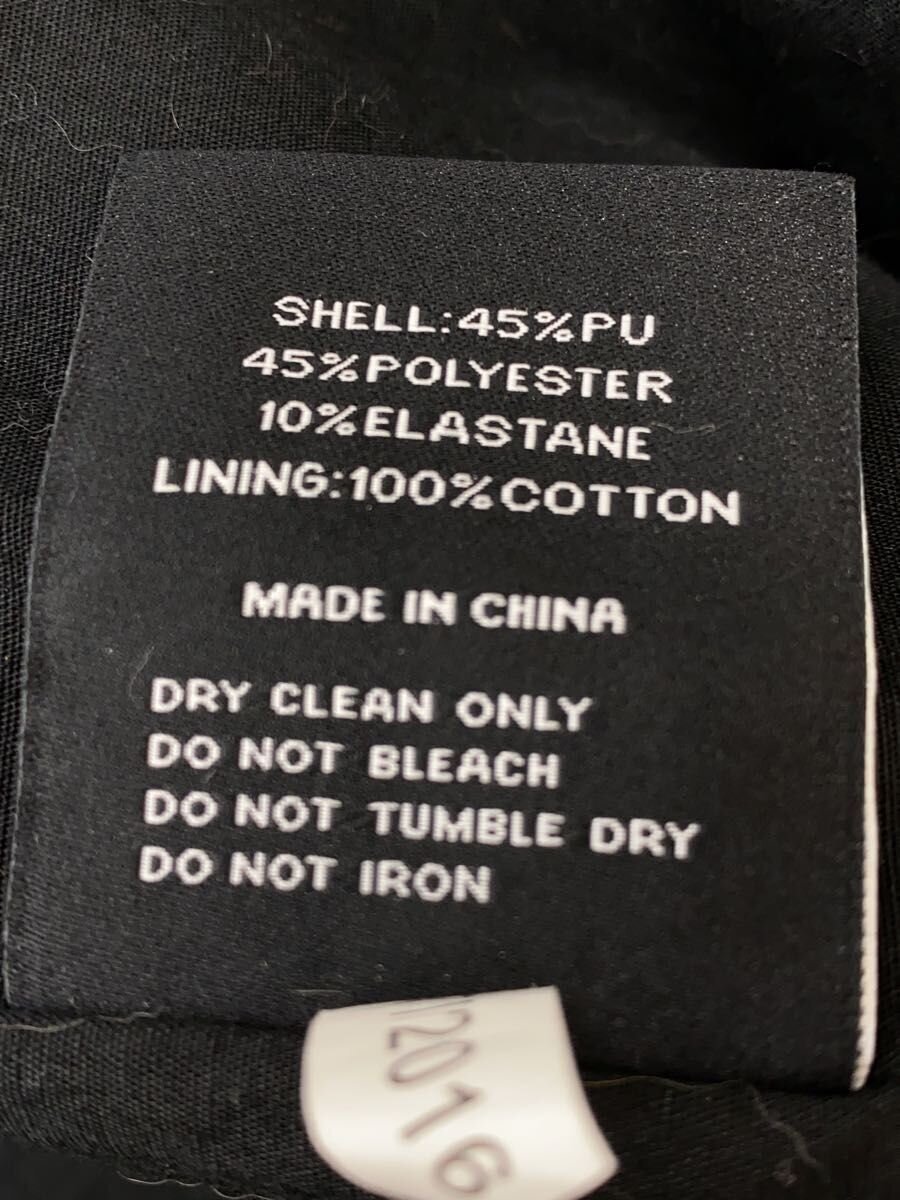 SHELL:45%PU
45%POLYESTER
10%ELASTANE
LINING:100%COTTON
MADE IN CHINA
DRY CLEAN ONLY
DO NOT BLEACH
DO NOT TUMBLE DRY
DO NOT IRON
/2016